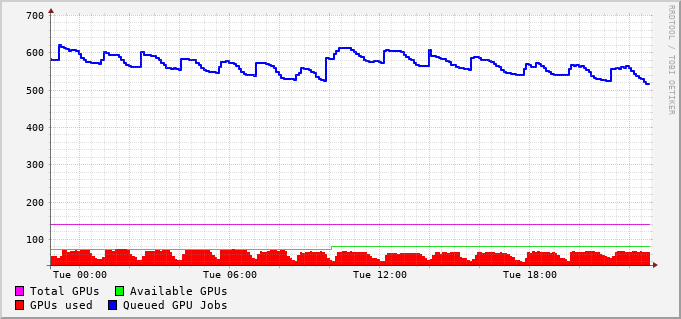 700
600
500
400
300
200
100
Tue 00:00 Tue 06:00 Tue 12:00 Tue 18:00
Total GPUs Available GPUs
GPUs used Queued GPU Jobs
RRDTOOL / TOBI OETIKER